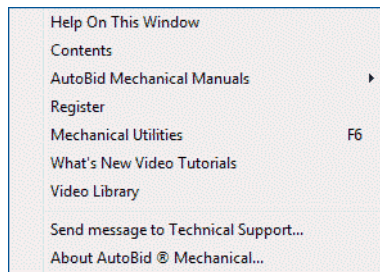 Help On This Window
Contents
AutoBid Mechanical Manuals
Register
Mechanical Utilities F6
What's New Video Tutorials
Video Library
Send message to Technical Support...
About AutoBid ® Mechanical...